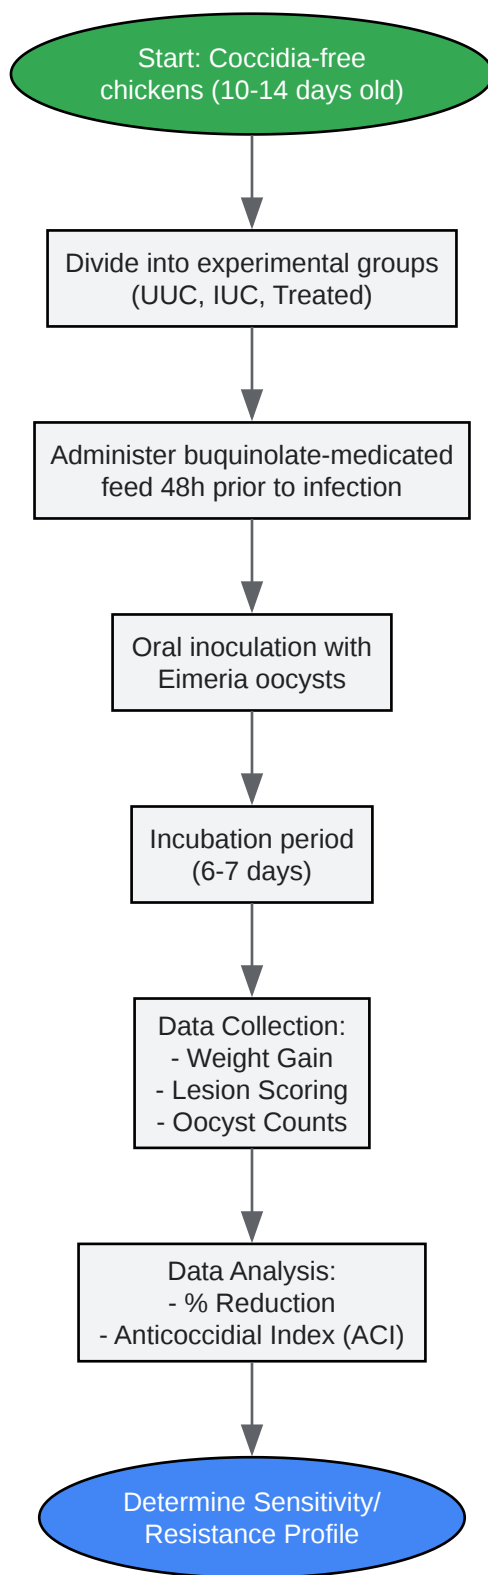 Start: Coccidia-free
chickens (10-14 days old)
Divide into experimental groups
(UUC, IUC, Treated)
Administer buquinolate-medicated
feed 48h prior to infection
Oral inoculation with
Eimeria oocysts
Incubation period
(6-7 days)
Data Collection:
- Weight Gain
- Lesion Scoring
- Oocyst Counts
Data Analysis:
- % Reduction
- Anticoccidial Index (ACI)
Determine Sensitivity/
Resistance Profile